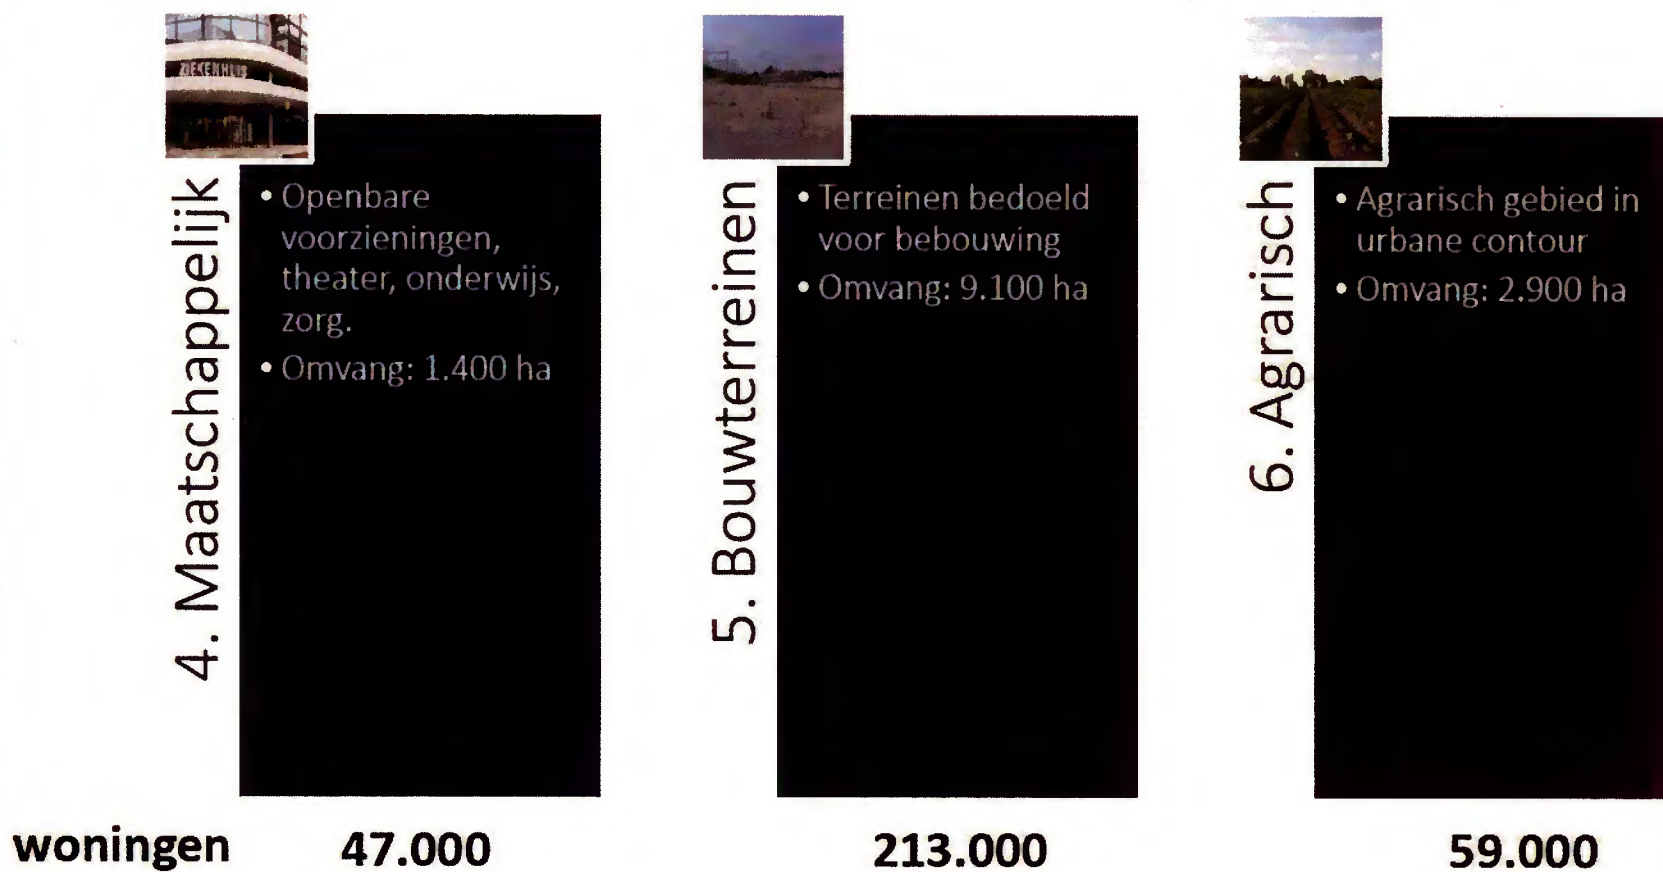 ZIEKENHUIS
4. Maatschappelijk
• Openbare
voorzieningen,
theater, onderwijs,
zorg.
• Omvang: 1.400 ha
5. Bouwterreinen
• Terreinen bedoeld
voor bebouwing
• Omvang: 9.100 ha
6. Agrarisch
• Agrarisch gebied in
urbane contour
• Omvang: 2.900 ha
woningen 47.000 213.000 59.000